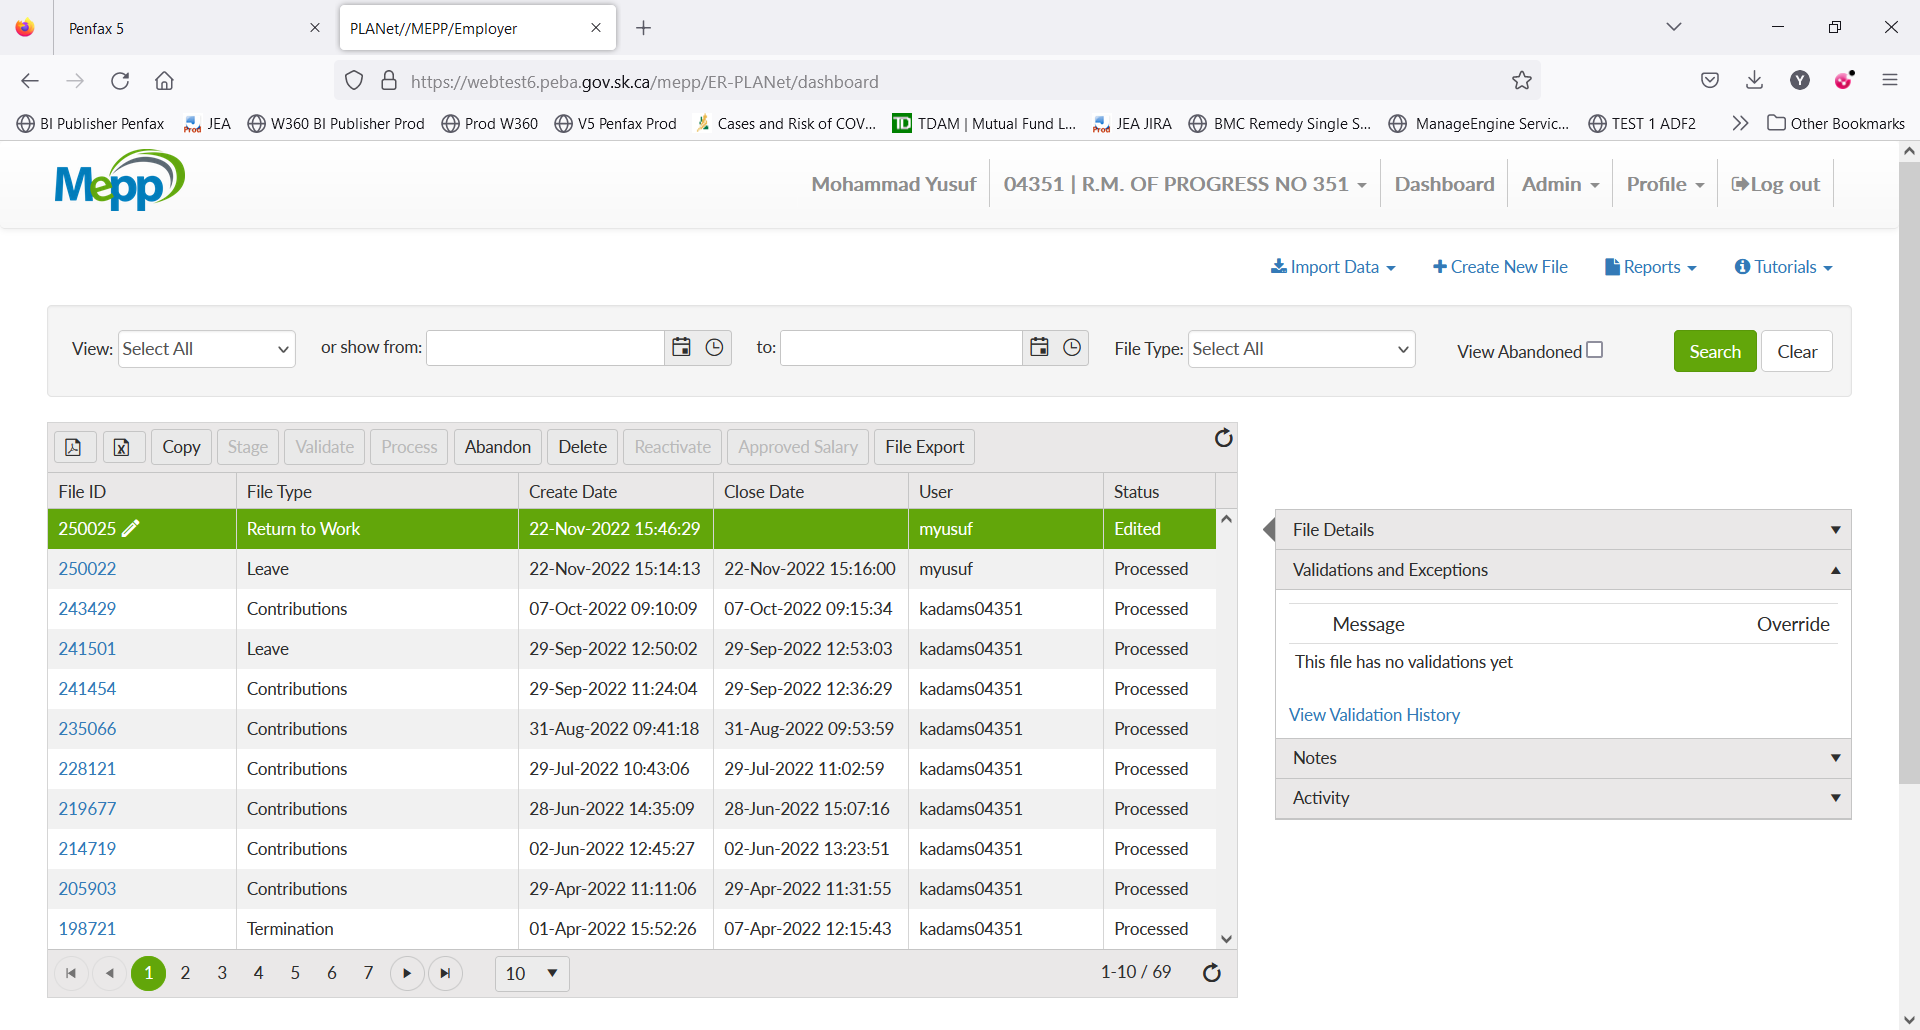 Penfax 5
PLANet//MEPP/Employer
https://webtest6.peba.gov.sk.ca/mepp/ER-PLANet/dashboard
Y
BI Publisher Penfax JEA W360 BI Publisher Prod Prod W360 V5 Penfax Prod Cases and Risk of COV... TDAM | Mutual Fund L... JEA JIRA BMC Remedy Single S... ManageEngine Servic... TEST 1 ADF2 Other Bookmarks
Mepp
Mohammad Yusuf 04351 | R.M. OF PROGRESS NO 351 Dashboard Admin Profile Log out
Import Data Create New File Reports Tutorials
View: Select All or show from: to: File Type: Select All View Abandoned Search Clear
Copy Stage Validate Process Abandon Delete Reactivate Approved Salary File Export
File ID File Type Create Date Close Date User Status
250025 Return to Work 22-Nov-2022 15:46:29 myusuf Edited
250022 Leave 22-Nov-2022 15:14:13 22-Nov-2022 15:16:00 myusuf Processed
243429 Contributions 07-Oct-2022 09:10:09 07-Oct-2022 09:15:34 kadams04351 Processed
241501 Leave 29-Sep-2022 12:50:02 29-Sep-2022 12:53:03 kadams04351 Processed
241454 Contributions 29-Sep-2022 11:24:04 29-Sep-2022 12:36:29 kadams04351 Processed
235066 Contributions 31-Aug-2022 09:41:18 31-Aug-2022 09:53:59 kadams04351 Processed
228121 Contributions 29-Jul-2022 10:43:06 29-Jul-2022 11:02:59 kadams04351 Processed
219677 Contributions 28-Jun-2022 14:35:09 28-Jun-2022 15:07:16 kadams04351 Processed
214719 Contributions 02-Jun-2022 12:45:27 02-Jun-2022 13:23:51 kadams04351 Processed
205903 Contributions 29-Apr-2022 11:11:06 29-Apr-2022 11:31:55 kadams04351 Processed
198721 Termination 01-Apr-2022 15:52:26 07-Apr-2022 12:15:43 kadams04351 Processed
1 2 3 4 5 6 7 10 1-10 / 69
File Details
Validations and Exceptions
Message Override
This file has no validations yet
View Validation History
Notes
Activity